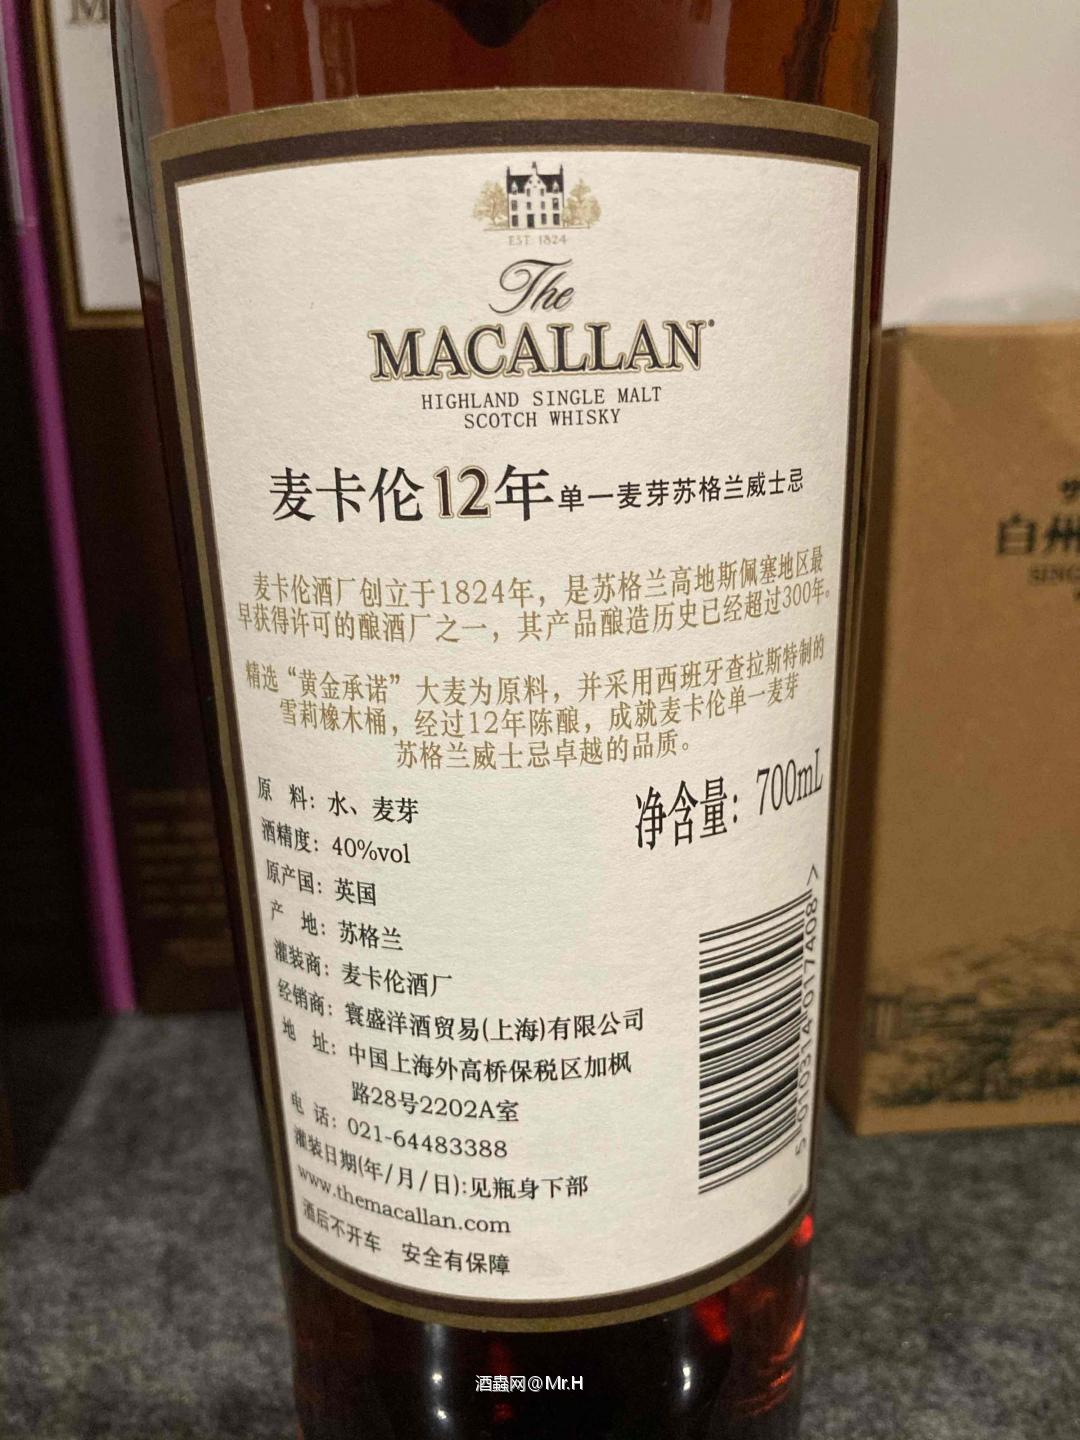 M
EST. 1824
The
MACALLAN
HIGHLAND SINGLE MALT
SCOTCH WHISKY
麦卡伦12年单一麦芽苏格兰威士忌
麦卡伦酒厂创立于1824年，是苏格兰高地斯佩塞地区最
早获得许可的酿酒厂之一，其产品酿造历史已经超过300年。
精选“黄金承诺”大麦为原料，并采用西班牙查拉斯特制的
雪莉橡木桶，经过12年陈酿，成就麦卡伦单一麦芽
苏格兰威士忌卓越的品质。
原 料：水、麦芽
净含量：700mL
酒精度：40%vol
原产国：英国
产 地：苏格兰
灌装商：麦卡伦酒厂
经销商：寰盛洋酒贸易(上海)有限公司
地 址：中国上海外高桥保税区加枫
路28号2202A室
电 话：021-64483388
灌装日期(年/月/日):见瓶身下部
www.themacallan.com
酒后不开车 安全有保障
5 010314 017408 >
白州
SING
酒蟲网@Mr.H